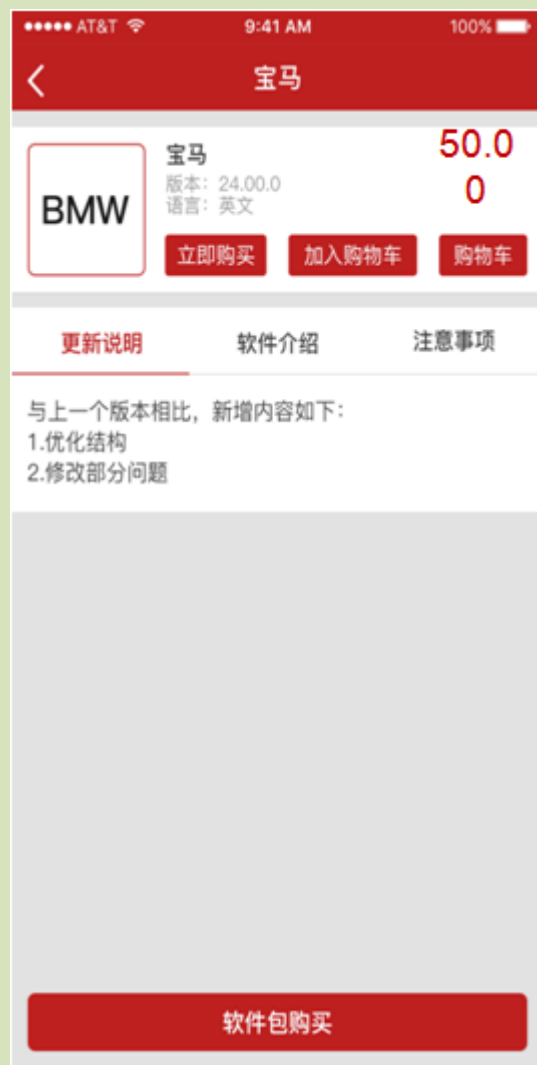 AT&T 9:41 AM 100%
宝马
宝马
50.0
0
版本：24.00.0
语言：英文
BMW
立即购买 加入购物车 购物车
更新说明 软件介绍 注意事项
与上一个版本相比，新增内容如下：
1.优化结构
2.修改部分问题
软件包购买